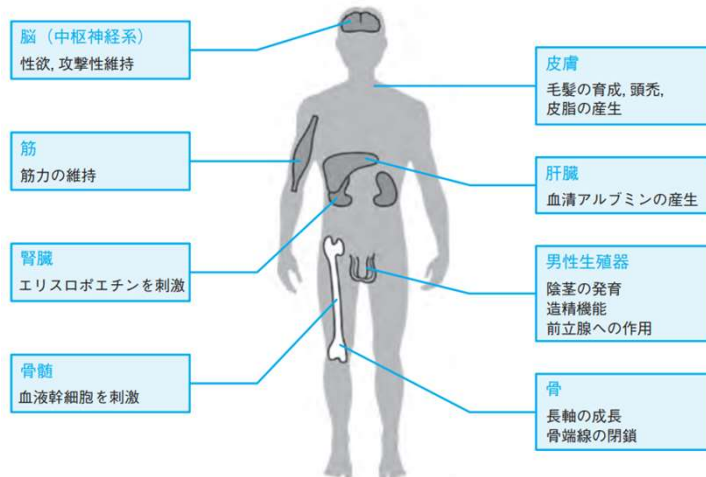 脳（中枢神経系）
性欲, 攻撃性維持
筋
筋力の維持
腎臓
エリスロポエチンを刺激
骨髄
血液幹細胞を刺激
皮膚
毛髪の育成, 頭禿,
皮脂の産生
肝臓
血清アルブミンの産生
男性生殖器
陰茎の発育
造精機能
前立腺への作用
骨
長軸の成長
骨端線の閉鎖